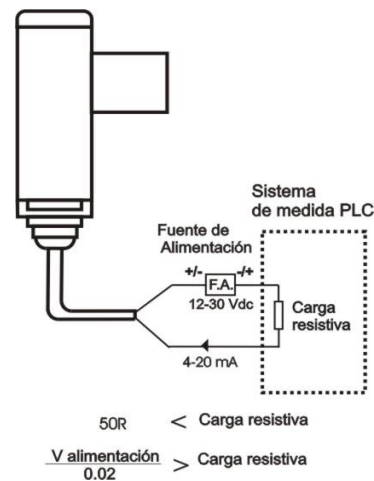 Sistema
de medida PLC
Fuente de
Alimentación
+/-
-/+
F.A.
12-30 Vdc
Carga
resistiva
4-20 mA
50R < Carga resistiva
V alimentación
0.02
> Carga resistiva